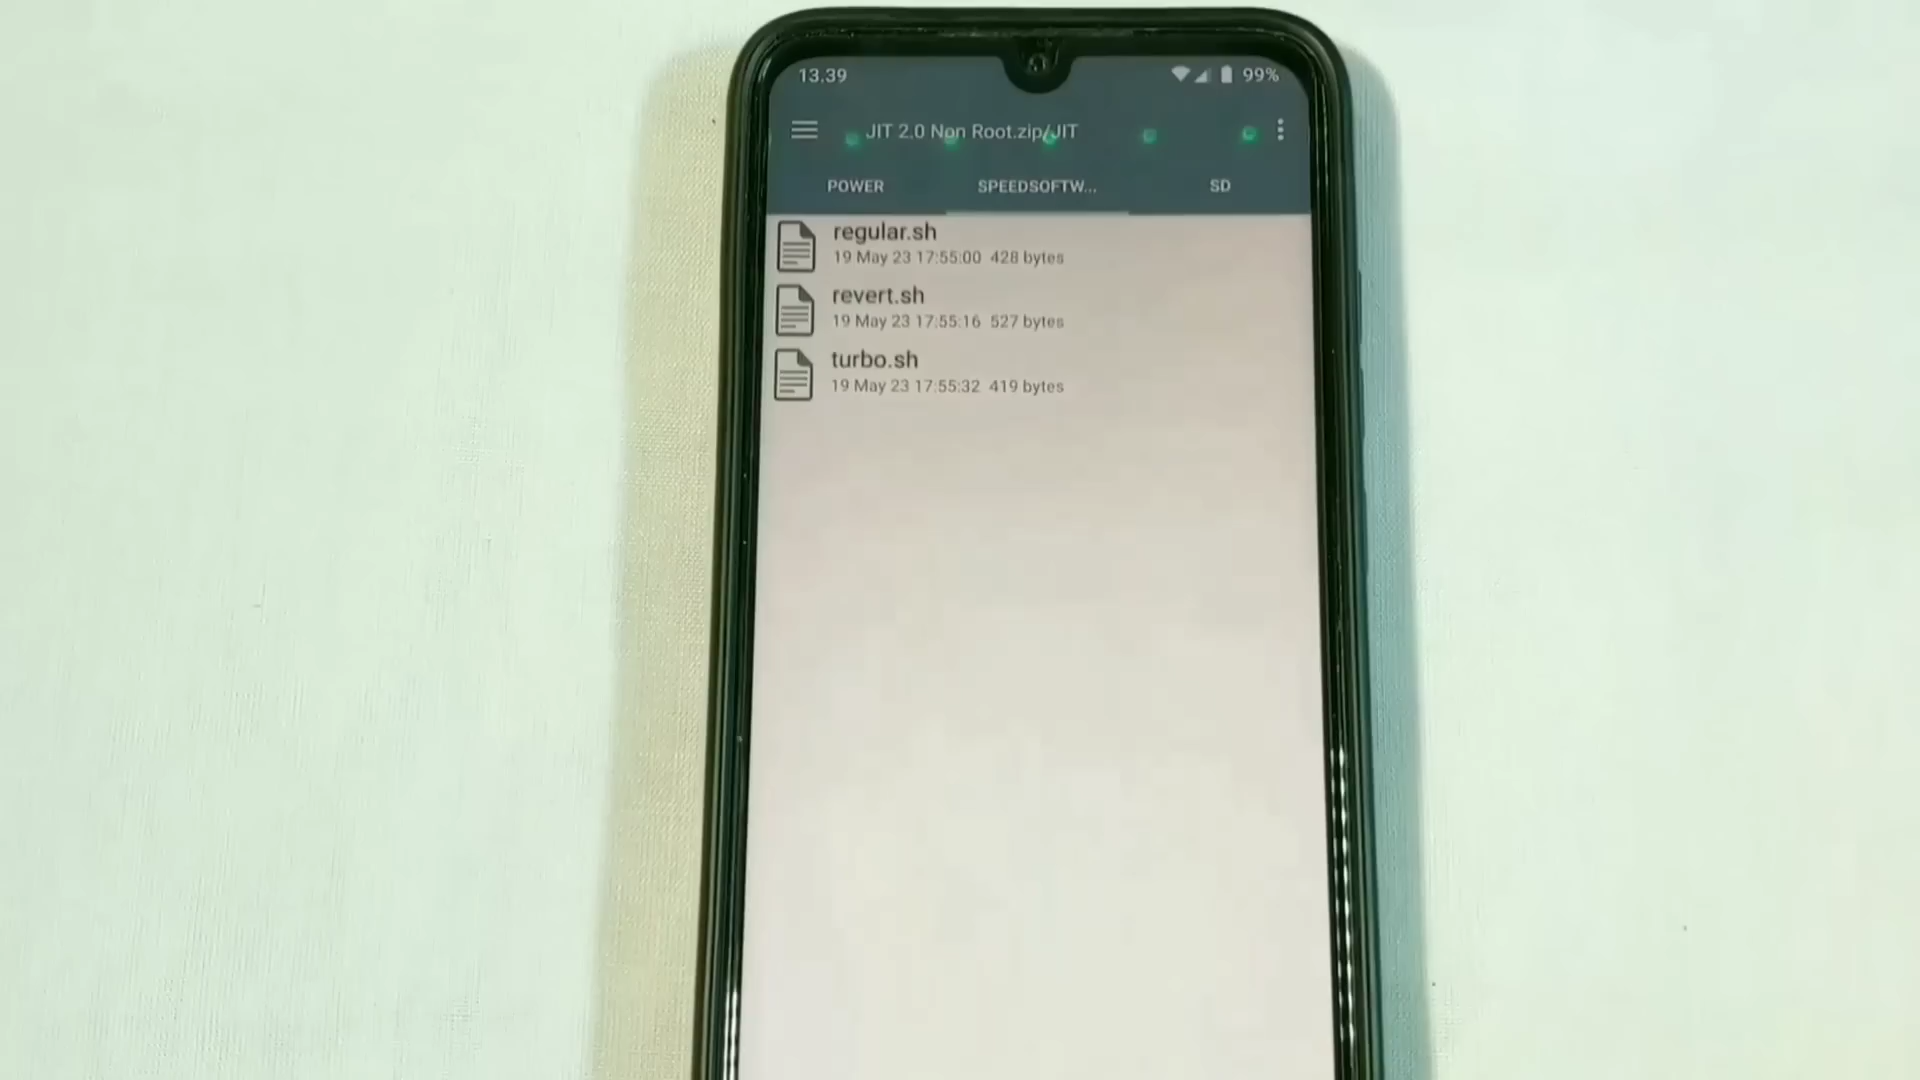 13.39
99%
JIT 2.0 Non Root.zip/JIT
POWER
SPEEDSOFTW...
SD
regular.sh
19 May 23 17:55:00 428 bytes
revert.sh
19 May 23 17:55:16 527 bytes
turbo.sh
19 May 23 17:55:32 419 bytes